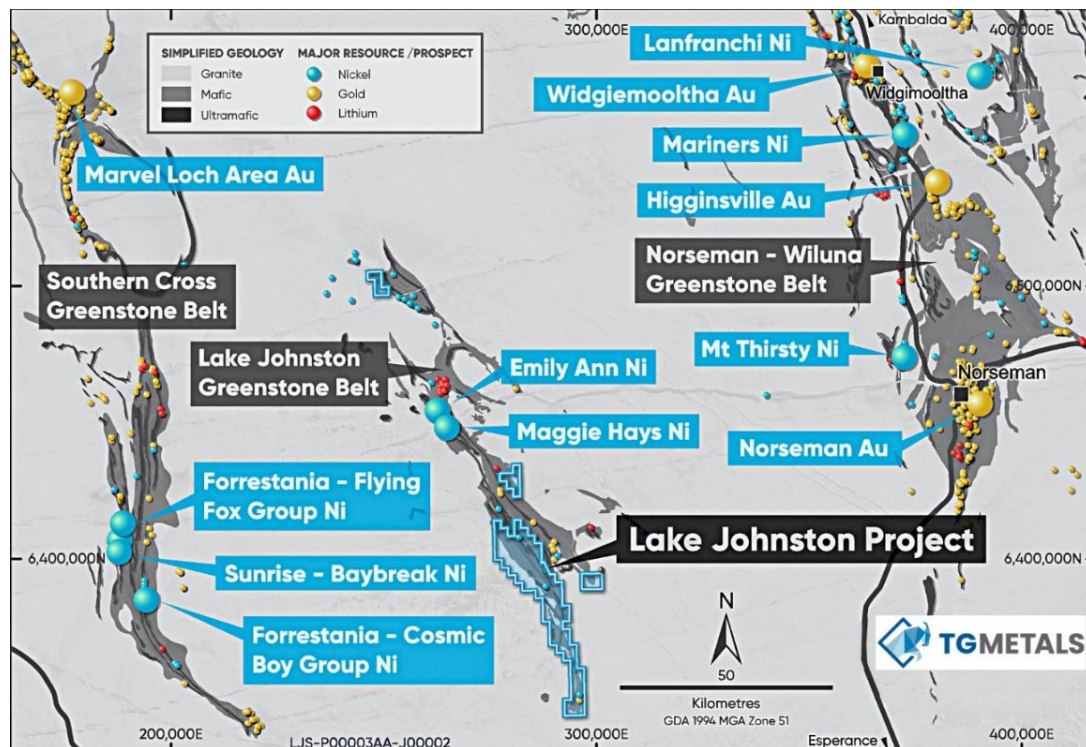 300,000E
Kambalda
400,000E
SIMPLIFIED GEOLOGY
Granite
Mafic
Ultramafic
MAJOR RESOURCE /PROSPECT
Nickel
Gold
Lithium
Lanfranchi Ni
Widgiemooltha Au
Widgimooltha
Mariners Ni
Marvel Loch Area Au
Higginsville Au
Norseman - Wiluna
Greenstone Belt
Southern Cross
Greenstone Belt
6,500,000N
Lake Johnston
Greenstone Belt
Emily Ann Ni
Mt Thirsty Ni
Norseman
Maggie Hays Ni
Norseman Au
Forrestania - Flying
Fox Group Ni
Lake Johnston Project
6,400,000N
Sunrise - Baybreak Ni
6,400,000N
Forrestania - Cosmic
Boy Group Ni
N
50
Kilometres
GDA 1994 MGA Zone 51
TGMETALS
200,000E
LJS-P00003AA-J00002
300,000E
Esperance
400,000E